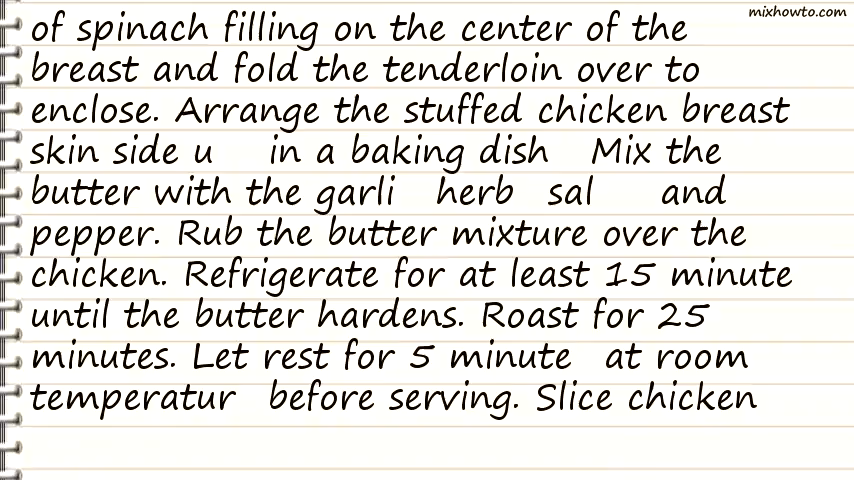 mixhowto.com
of spinach filling on the center of the
breast and fold the tenderloin over to
enclose. Arrange the stuffed chicken breast
skin side u in a baking dish Mix the
butter with the garli herb sal and
pepper. Rub the butter mixture over the
chicken. Refrigerate for at least 15 minute
until the butter hardens. Roast for 25
minutes. Let rest for 5 minute at room
temperatur before serving. Slice chicken